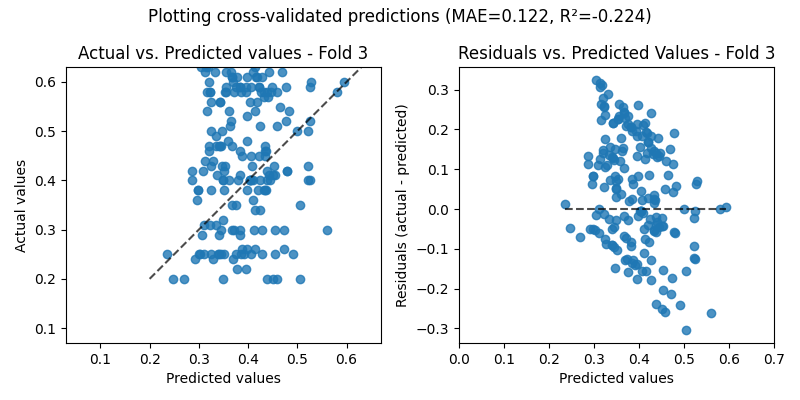 Plotting cross-validated predictions (MAE=0.122, R²=-0.224)
Actual vs. Predicted values - Fold 3
Actual values
0.6
0.5
0.4
0.3
0.2
0.1
0.1 0.2 0.3 0.4 0.5 0.6
Predicted values
Residuals vs. Predicted Values - Fold 3
Residuals (actual - predicted)
0.3
0.2
0.1
0.0
−0.1
−0.2
−0.3
0.0 0.1 0.2 0.3 0.4 0.5 0.6 0.7
Predicted values